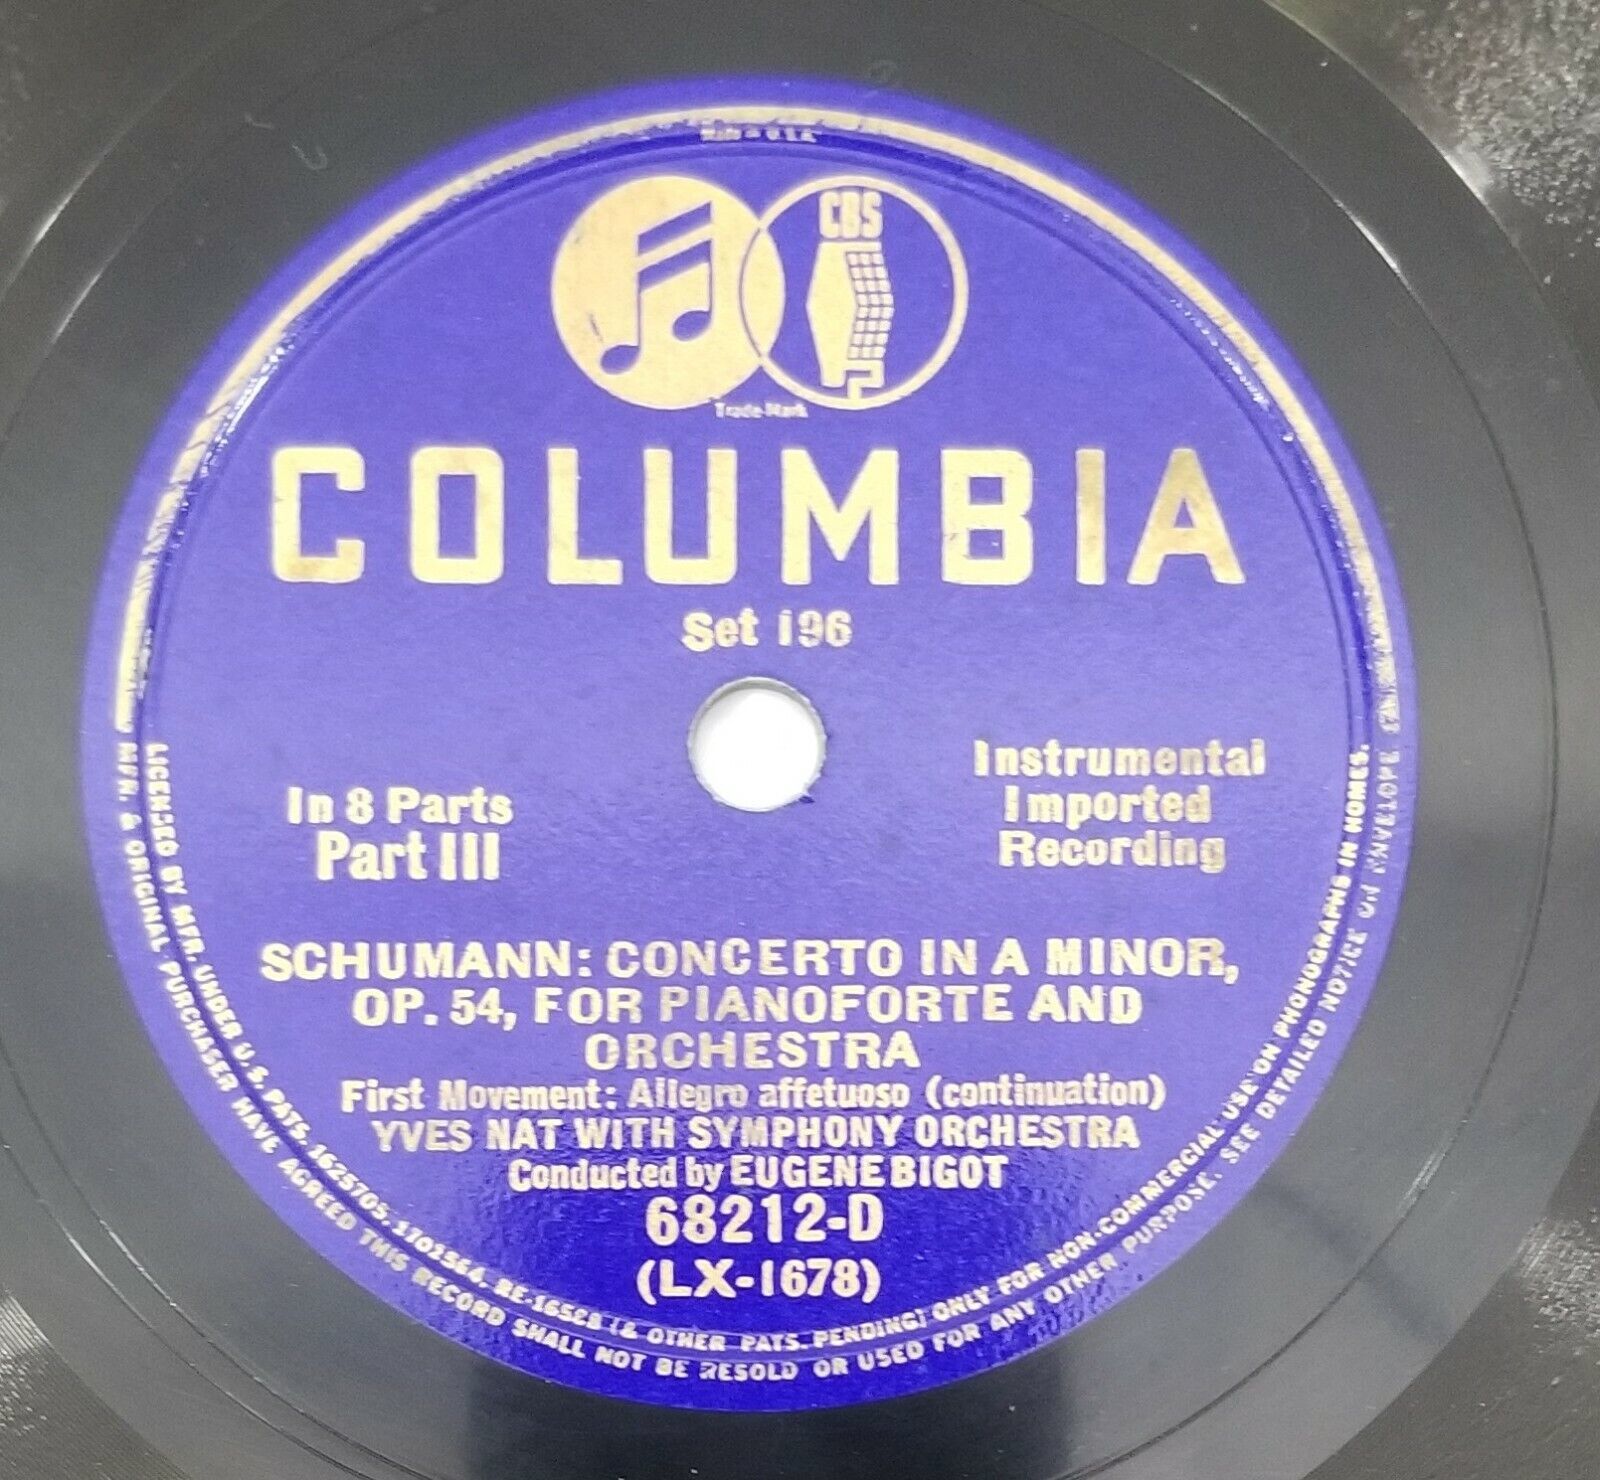 MADE IN U.S.A.
CBS
Trade-Mark
COLUMBIA
Set 196
In 8 Parts
Part III
Instrumental
Imported
Recording
SCHUMANN: CONCERTO IN A MINOR,
OP. 54, FOR PIANOFORTE AND
ORCHESTRA
First Movement: Allegro affetuoso (continuation)
YVES NAT WITH SYMPHONY ORCHESTRA
Conducted by EUGENE BIGOT
68212-D
(LX-1678)
LICENSED BY MFR. UNDER U.S. PATS. 1625705, 1702564, RE-16588 (& OTHER PATS. PENDING) ONLY FOR NON-COMMERCIAL USE ON PHONOGRAPHS IN HOMES.
MFR. & ORIGINAL PURCHASER HAVE AGREED THIS RECORD SHALL NOT BE RESOLD OR USED FOR ANY OTHER PURPOSE. SEE DETAILED NOTICE ON ENVELOPE